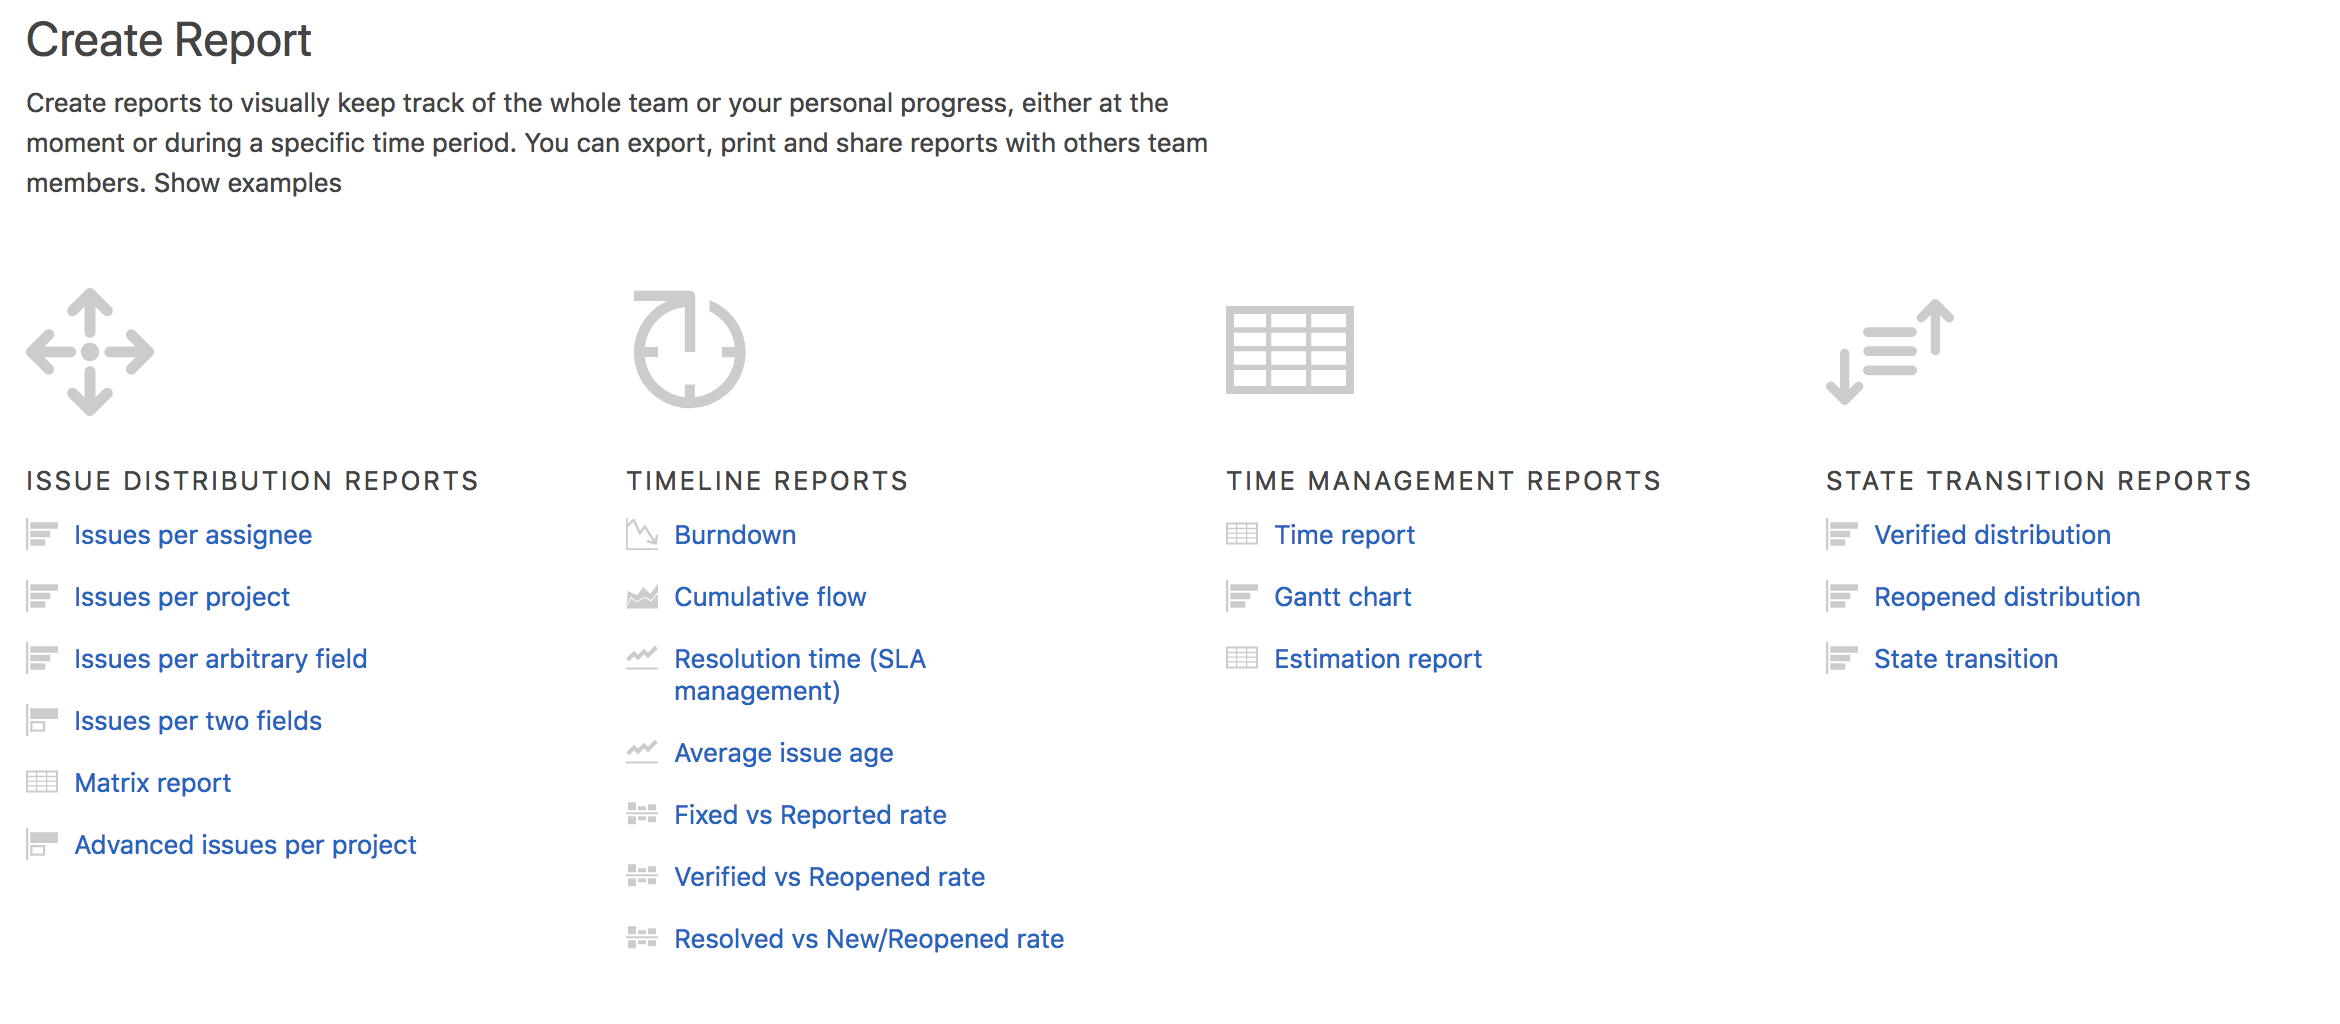 Create Report
Create reports to visually keep track of the whole team or your personal progress, either at the
moment or during a specific time period. You can export, print and share reports with others team
members. Show examples
ISSUE DISTRIBUTION REPORTS
Issues per assignee
Issues per project
Issues per arbitrary field
Issues per two fields
Matrix report
Advanced issues per project
TIMELINE REPORTS
Burndown
Cumulative flow
Resolution time (SLA
management)
Average issue age
Fixed vs Reported rate
Verified vs Reopened rate
Resolved vs New/Reopened rate
TIME MANAGEMENT REPORTS
Time report
Gantt chart
Estimation report
STATE TRANSITION REPORTS
Verified distribution
Reopened distribution
State transition